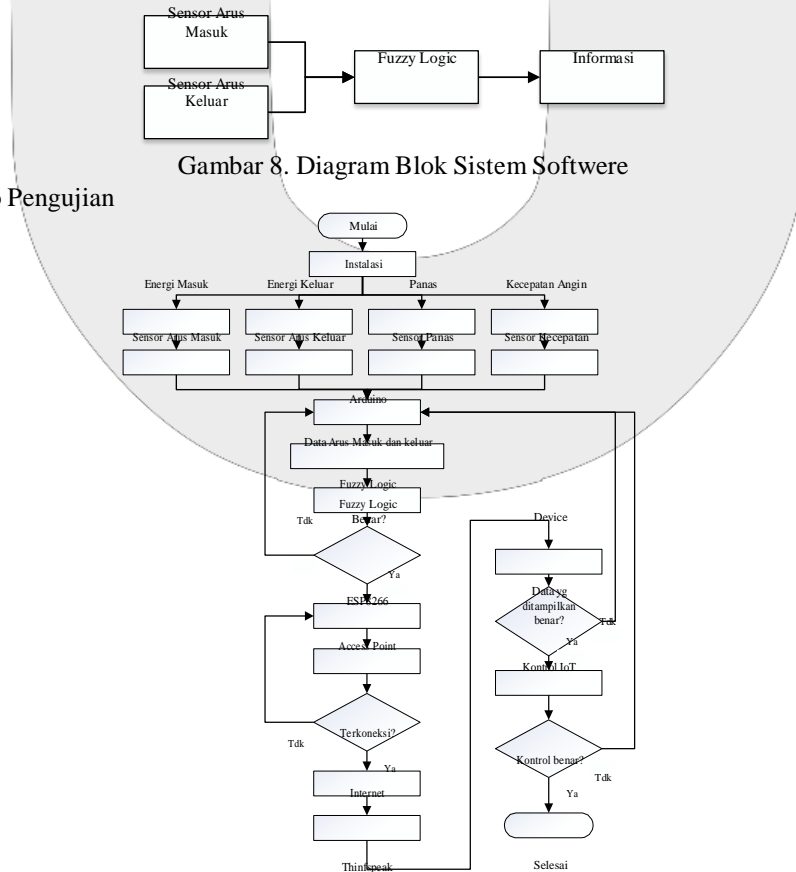 Sensor Arus
Masuk
Sensor Arus
Keluar
Fuzzy Logic
Informasi
Gambar 8. Diagram Blok Sistem Softwere
Pengujian
Mulai
Instalasi
Energi Masuk
Energi Keluar
Panas
Kecepatan Angin
Sensor Arus Masuk
Sensor Arus Keluar
Sensor Panas
Sensor Kecepatan
Arduino
Data Arus Masuk dan keluar
Fuzzy Logic
Fuzzy Logic
Benar?
Tdk
Ya
ESP8266
Access Point
Terkoneksi?
Tdk
Ya
Internet
Thinfspeak
Device
Data yg
ditampilkan
benar?
Tdk
Ya
Kontrol IoT
Kontrol benar?
Tdk
Ya
Selesai